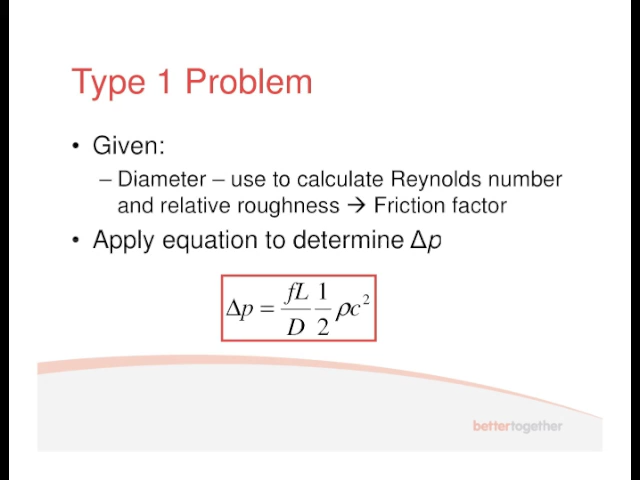 Type 1 Problem
• Given:
– Diameter – use to calculate Reynolds number
and relative roughness → Friction factor
• Apply equation to determine Δp
Δp = fL/D 1/2 ρc²
bettertogether